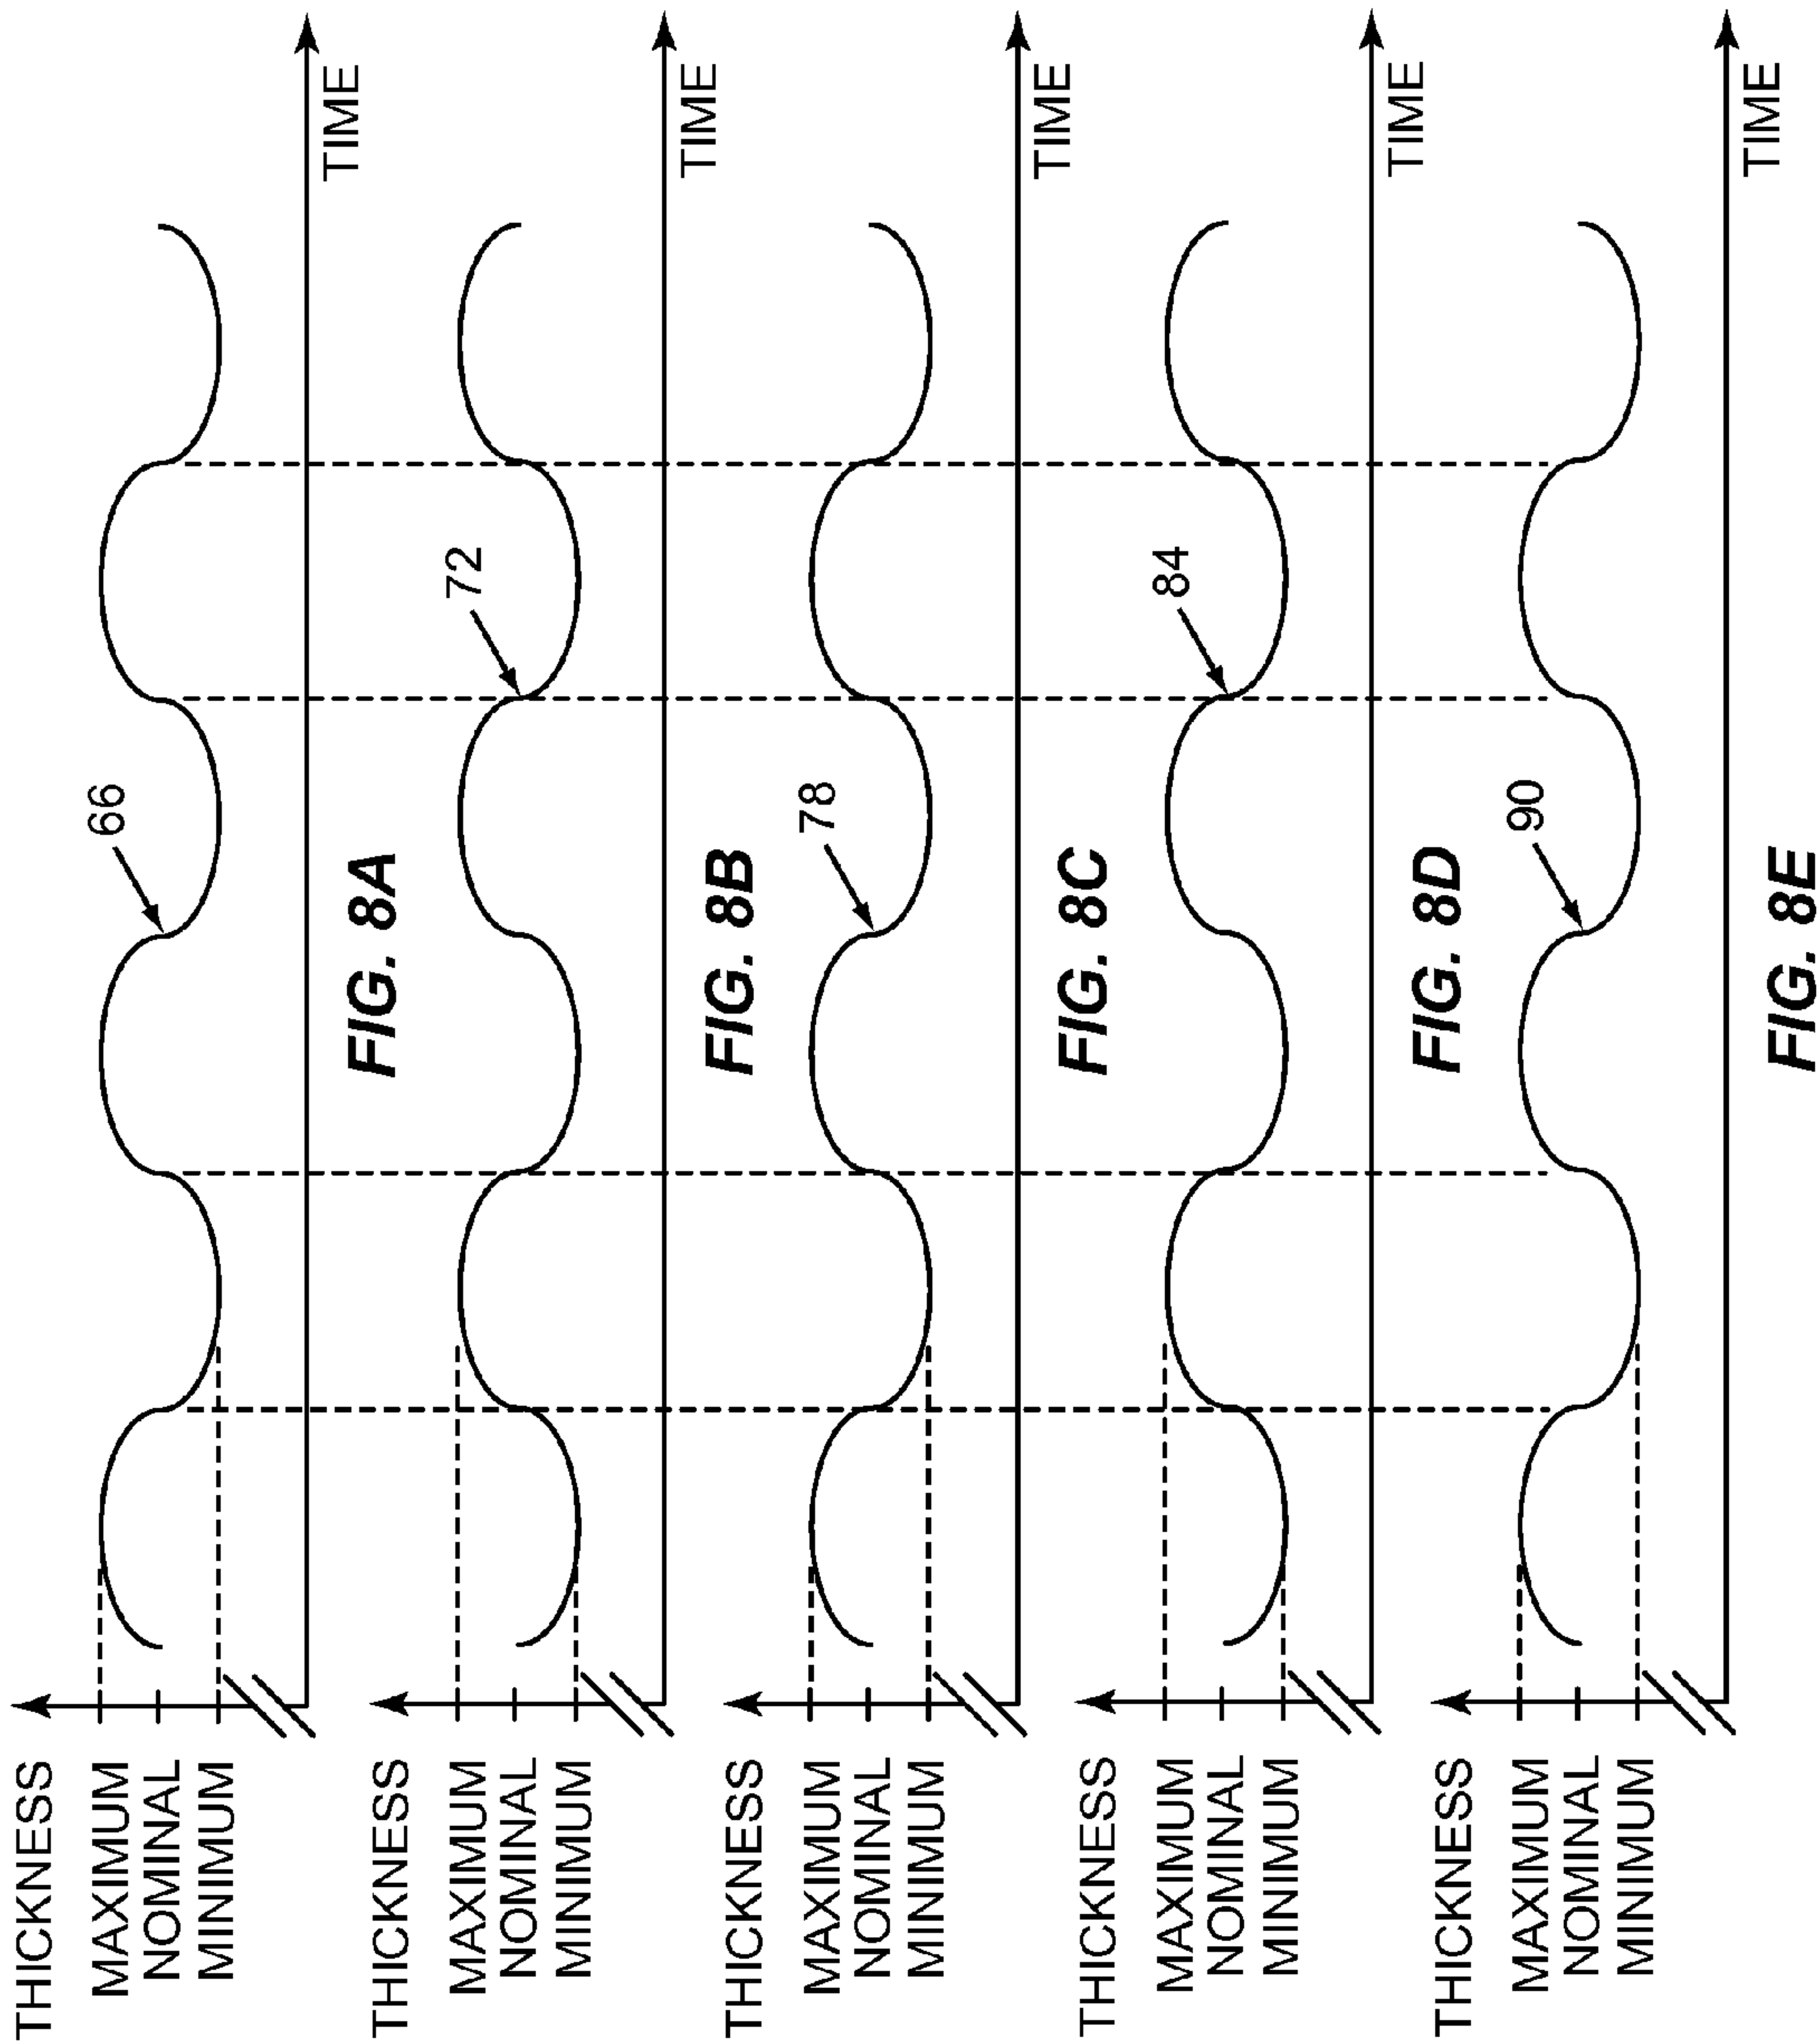 THICKNESS
MAXIMUM
NOMINAL
MINIMUM
66
TIME
FIG. 8A
THICKNESS
MAXIMUM
NOMINAL
MINIMUM
72
TIME
FIG. 8B
THICKNESS
MAXIMUM
NOMINAL
MINIMUM
78
TIME
FIG. 8C
THICKNESS
MAXIMUM
NOMINAL
MINIMUM
84
TIME
FIG. 8D
THICKNESS
MAXIMUM
NOMINAL
MINIMUM
90
TIME
FIG. 8E